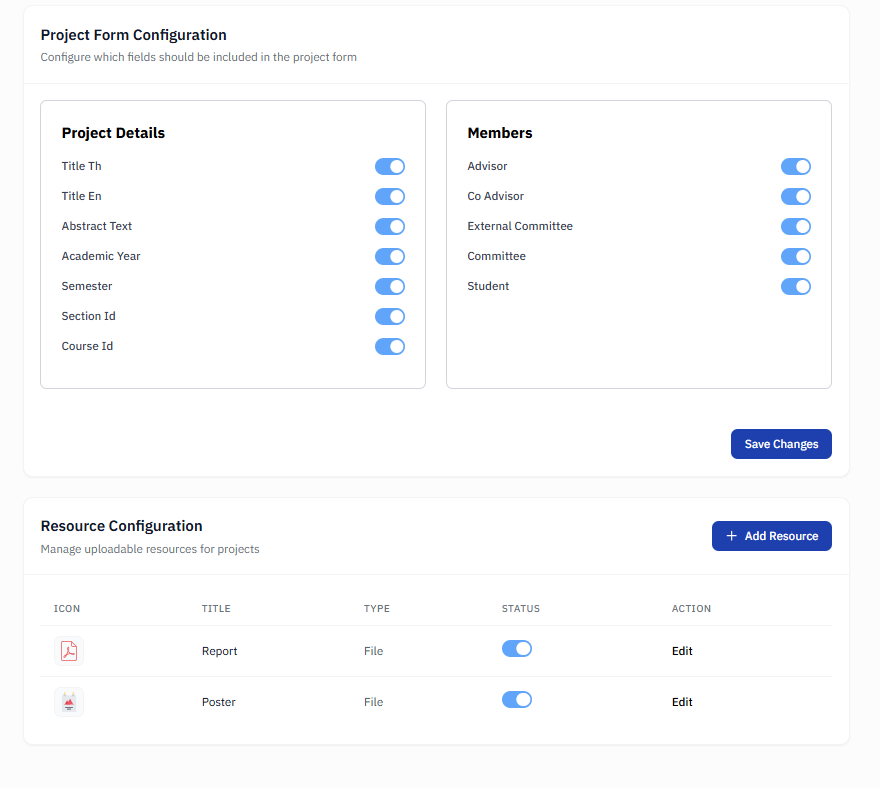 Project Form Configuration
Configure which fields should be included in the project form
Project Details
Title Th
Title En
Abstract Text
Academic Year
Semester
Section Id
Course Id
Members
Advisor
Co Advisor
External Committee
Committee
Student
Save Changes
Resource Configuration
Manage uploadable resources for projects
+ Add Resource
ICON TITLE TYPE STATUS ACTION
Report File Edit
Poster File Edit